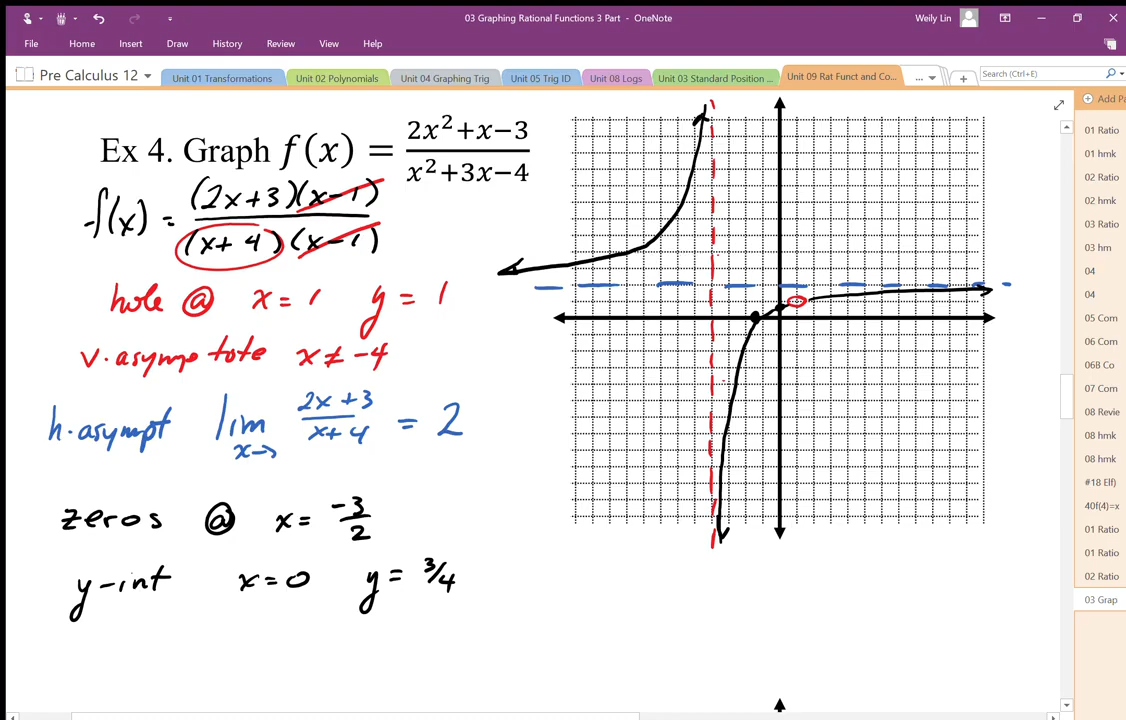 03 Graphing Rational Functions 3 Part - OneNote
Weily Lin
File Home Insert Draw History Review View Help
Pre Calculus 12
Unit 01 Transformations
Unit 02 Polynomials
Unit 04 Graphing Trig
Unit 05 Trig ID
Unit 08 Logs
Unit 03 Standard Position ...
Unit 09 Rat Funct and Co...
...
Search (Ctrl+E)
Add Pa
01 Ratio
01 hmk
02 Ratio
02 hmk
03 Ratio
03 hm
04
04
05 Com
06 Com
06B Co
07 Com
08 Revie
08 hmk
08 hmk
#18 Elf)
40f(4)=x
01 Ratio
01 Ratio
02 Ratio
03 Grap
Ex 4. Graph f(x) = (2x²+x−3)/(x²+3x−4)
f(x) = (2x+3)(x-1) / (x+4)(x-1)
hole @ x = 1 y = 1
v. asymptote x ≠ -4
h. asympt lim x→ (2x+3)/(x+4) = 2
zeros @ x = -3/2
y-int x = 0 y = 3/4